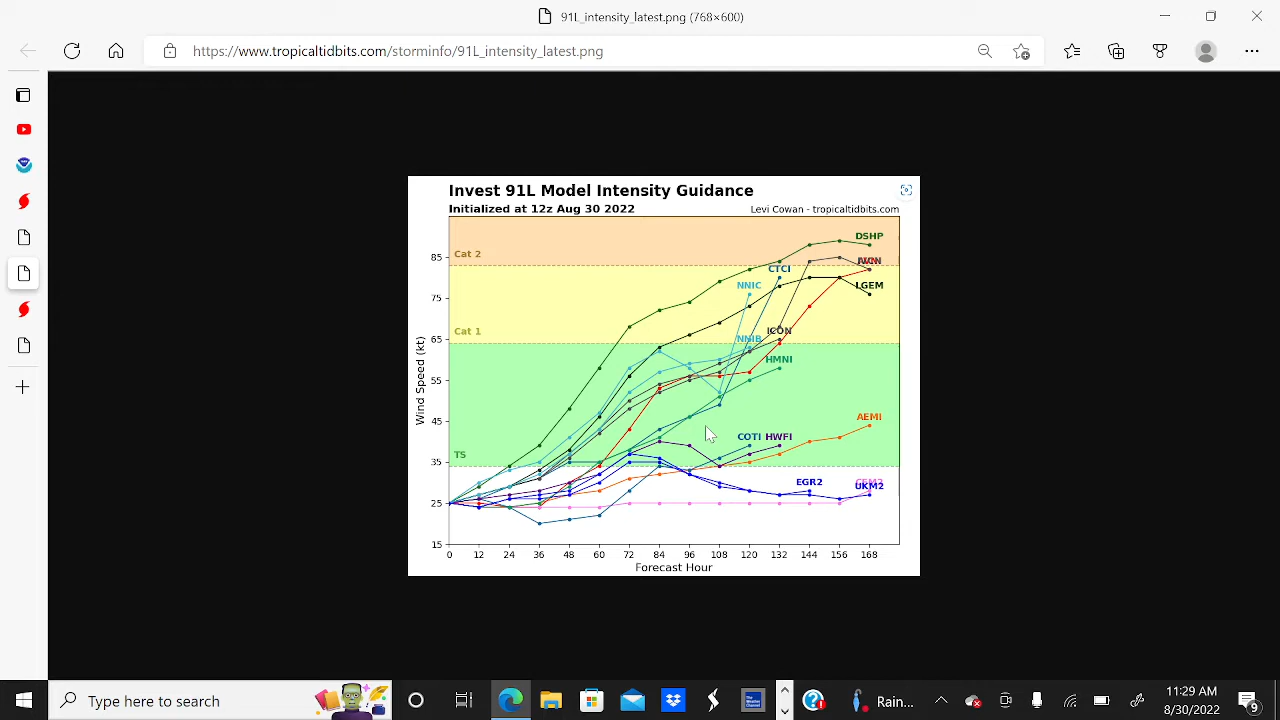 91L_intensity_latest.png (768×600)
https://www.tropicaltidbits.com/storminfo/91L_intensity_latest.png
Invest 91L Model Intensity Guidance
Initialized at 12z Aug 30 2022
Levi Cowan - tropicaltidbits.com
DSHP
Cat 2
85
CTCI
NNIC
LGEM
75
Cat 1
ICON
NNIB
65
HMNI
Wind Speed (kt)
55
AEMI
45
COTI HWFI
TS
35
EGR2
UKM2
25
15
0 12 24 36 48 60 72 84 96 108 120 132 144 156 168
Forecast Hour
Type here to search
The Weather Channel
Rain...
11:29 AM
8/30/2022
9